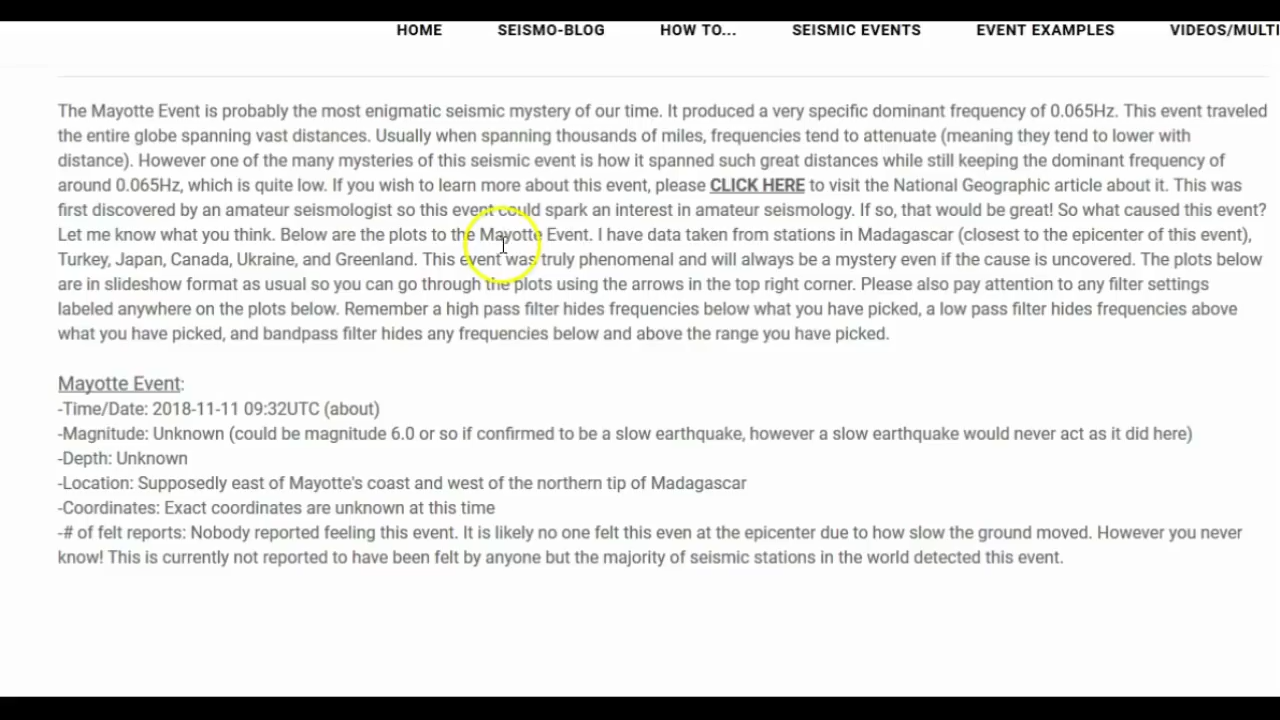 HOME SEISMO-BLOG HOW TO... SEISMIC EVENTS EVENT EXAMPLES VIDEOS/MULTI
The Mayotte Event is probably the most enigmatic seismic mystery of our time. It produced a very specific dominant frequency of 0.065Hz. This event traveled
the entire globe spanning vast distances. Usually when spanning thousands of miles, frequencies tend to attenuate (meaning they tend to lower with
distance). However one of the many mysteries of this seismic event is how it spanned such great distances while still keeping the dominant frequency of
around 0.065Hz, which is quite low. If you wish to learn more about this event, please CLICK HERE to visit the National Geographic article about it. This was
first discovered by an amateur seismologist so this event could spark an interest in amateur seismology. If so, that would be great! So what caused this event?
Let me know what you think. Below are the plots to the Mayotte Event. I have data taken from stations in Madagascar (closest to the epicenter of this event),
Turkey, Japan, Canada, Ukraine, and Greenland. This event was truly phenomenal and will always be a mystery even if the cause is uncovered. The plots below
are in slideshow format as usual so you can go through the plots using the arrows in the top right corner. Please also pay attention to any filter settings
labeled anywhere on the plots below. Remember a high pass filter hides frequencies below what you have picked, a low pass filter hides frequencies above
what you have picked, and bandpass filter hides any frequencies below and above the range you have picked.
Mayotte Event:
-Time/Date: 2018-11-11 09:32UTC (about)
-Magnitude: Unknown (could be magnitude 6.0 or so if confirmed to be a slow earthquake, however a slow earthquake would never act as it did here)
-Depth: Unknown
-Location: Supposedly east of Mayotte's coast and west of the northern tip of Madagascar
-Coordinates: Exact coordinates are unknown at this time
-# of felt reports: Nobody reported feeling this event. It is likely no one felt this even at the epicenter due to how slow the ground moved. However you never
know! This is currently not reported to have been felt by anyone but the majority of seismic stations in the world detected this event.